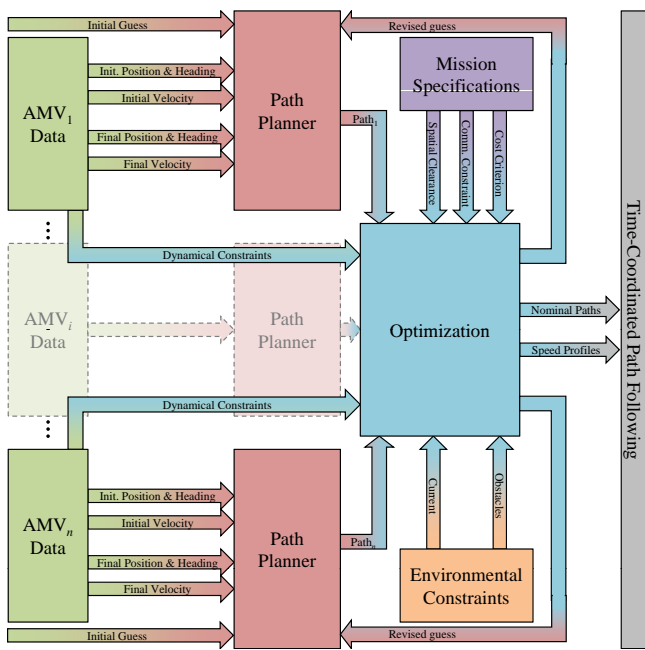 Initial Guess
Revised guess
AMV1
Data
Init. Position & Heading
Initial Velocity
Final Position & Heading
Final Velocity
Path
Planner
Path1
Mission
Specifications
Spatial Clearance
Comm. Constraint
Cost Criterion
Dynamical Constraints
AMVi
Data
Path
Planner
Optimization
Nominal Paths
Speed Profiles
Time-Coordinated Path Following
Dynamical Constraints
AMVn
Data
Init. Position & Heading
Initial Velocity
Final Position & Heading
Final Velocity
Path
Planner
Pathn
Current
Obstacles
Environmental
Constraints
Initial Guess
Revised guess